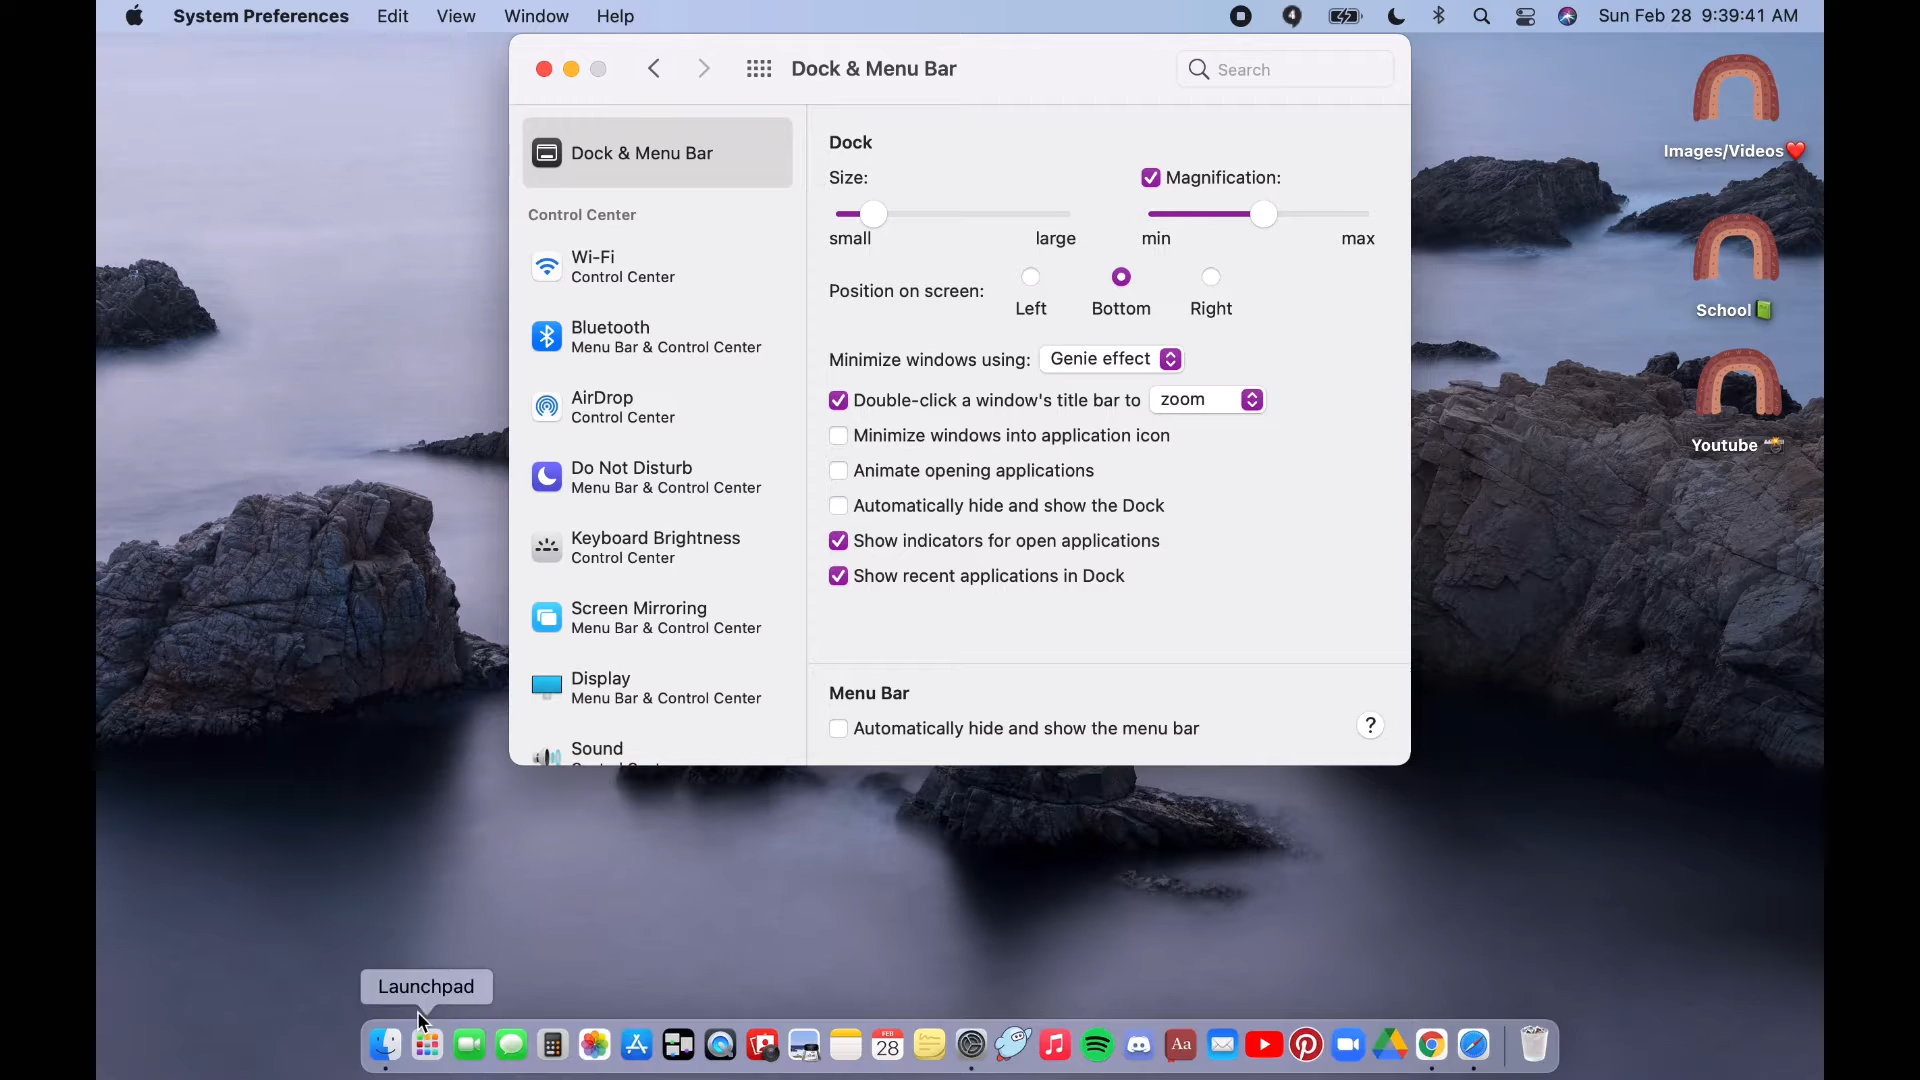 System Preferences Edit View Window Help
4
Sun Feb 28 9:39:41 AM
Dock & Menu Bar
Search
Dock & Menu Bar
Control Center
Wi-Fi
Control Center
Bluetooth
Menu Bar & Control Center
AirDrop
Control Center
Do Not Disturb
Menu Bar & Control Center
Keyboard Brightness
Control Center
Screen Mirroring
Menu Bar & Control Center
Display
Menu Bar & Control Center
Sound
Dock
Size:
Magnification:
small large
min max
Position on screen:
Left Bottom Right
Minimize windows using: Genie effect
Double-click a window's title bar to zoom
Minimize windows into application icon
Animate opening applications
Automatically hide and show the Dock
Show indicators for open applications
Show recent applications in Dock
Menu Bar
Automatically hide and show the menu bar
?
Images/Videos❤️
School📗
Youtube 📸
Launchpad
FEB
28
Aa